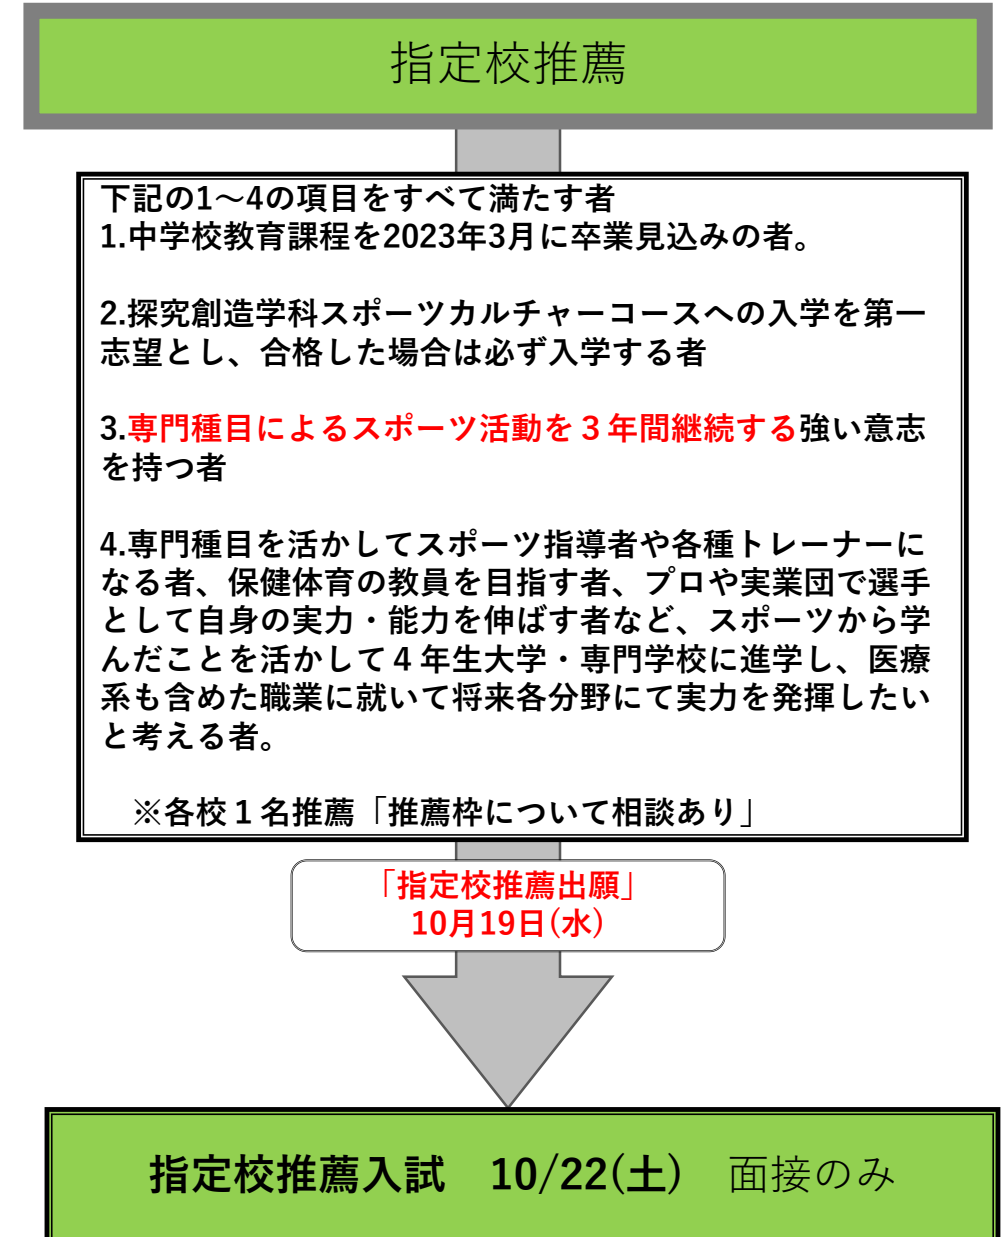 指定校推薦
下記の1～4の項目をすべて満たす者
1.中学校教育課程を2023年3月に卒業見込みの者。
2.探究創造学科スポーツカルチャーコースへの入学を第一
志望とし、合格した場合は必ず入学する者
3.専門種目によるスポーツ活動を３年間継続する強い意志
を持つ者
4.専門種目を活かしてスポーツ指導者や各種トレーナーに
なる者、保健体育の教員を目指す者、プロや実業団で選手
として自身の実力・能力を伸ばす者など、スポーツから学
んだことを活かして４年生大学・専門学校に進学し、医療
系も含めた職業に就いて将来各分野にて実力を発揮したい
と考える者。
※各校１名推薦「推薦枠について相談あり」
「指定校推薦出願」
10月19日(水)
指定校推薦入試　10/22(土)　面接のみ